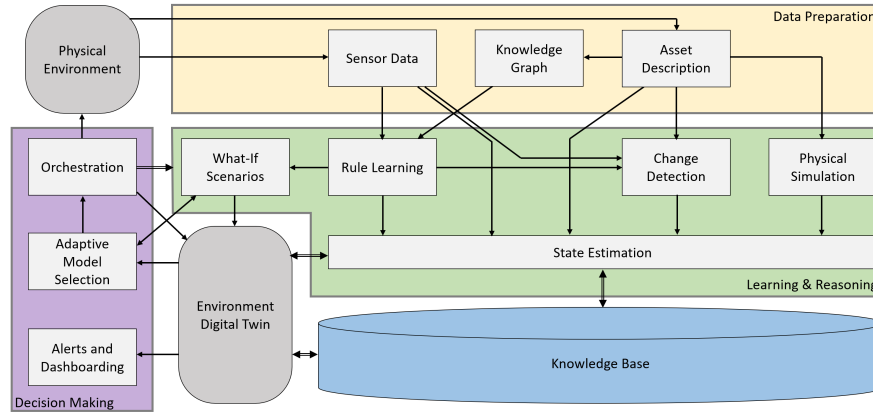 Data Preparation
Physical
Environment
Sensor Data
Knowledge
Graph
Asset
Description
Orchestration
What-If
Scenarios
Rule Learning
Change
Detection
Physical
Simulation
Adaptive
Model
Selection
State Estimation
Learning & Reasoning
Environment
Digital Twin
Alerts and
Dashboarding
Knowledge Base
Decision Making